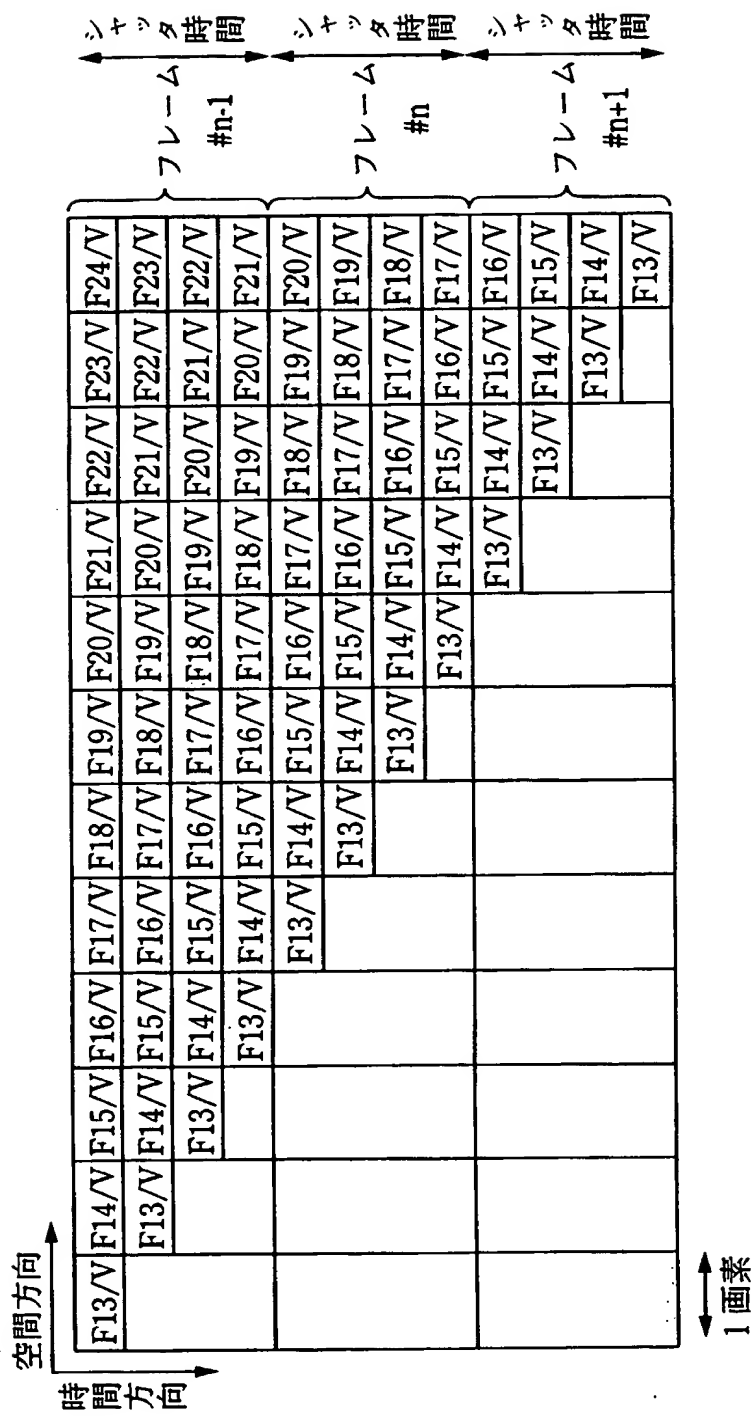 空間方向
時間方向
F13/V F14/V F15/V F16/V F17/V F18/V F19/V F20/V F21/V F22/V F23/V F24/V
F13/V F14/V F15/V F16/V F17/V F18/V F19/V F20/V F21/V F22/V F23/V
F13/V F14/V F15/V F16/V F17/V F18/V F19/V F20/V F21/V F22/V
F13/V F14/V F15/V F16/V F17/V F18/V F19/V F20/V F21/V
フレーム
#n-1
シャッタ時間
F13/V F14/V F15/V F16/V F17/V F18/V F19/V F20/V
F13/V F14/V F15/V F16/V F17/V F18/V F19/V
F13/V F14/V F15/V F16/V F17/V F18/V
F13/V F14/V F15/V F16/V F17/V
フレーム
#n
シャッタ時間
F13/V F14/V F15/V F16/V
F13/V F14/V F15/V
F13/V F14/V
F13/V
フレーム
#n+1
シャッタ時間
1画素